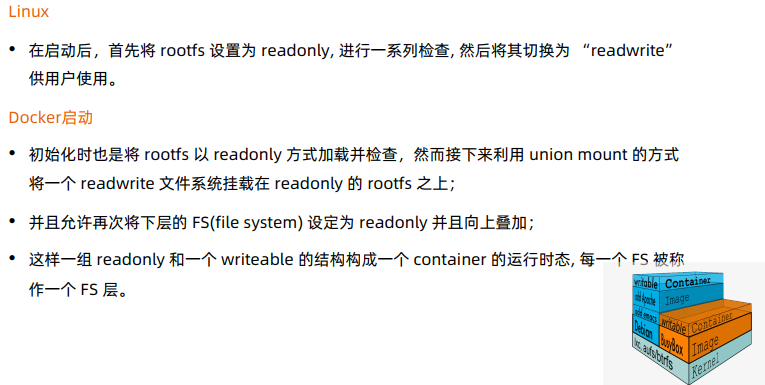 Linux
• 在启动后，首先将 rootfs 设置为 readonly, 进行一系列检查, 然后将其切换为 “readwrite”
供用户使用。
Docker启动
• 初始化时也是将 rootfs 以 readonly 方式加载并检查，然而接下来利用 union mount 的方式
将一个 readwrite 文件系统挂载在 readonly 的 rootfs 之上；
• 并且允许再次将下层的 FS(file system) 设定为 readonly 并且向上叠加；
• 这样一组 readonly 和一个 writeable 的结构构成一个 container 的运行时态, 每一个 FS 被称
作一个 FS 层。
writable Container
add Apache Image
add emacs
Debian
writable Container
BusyBox Image
lxc, aufs/btrfs Kernel